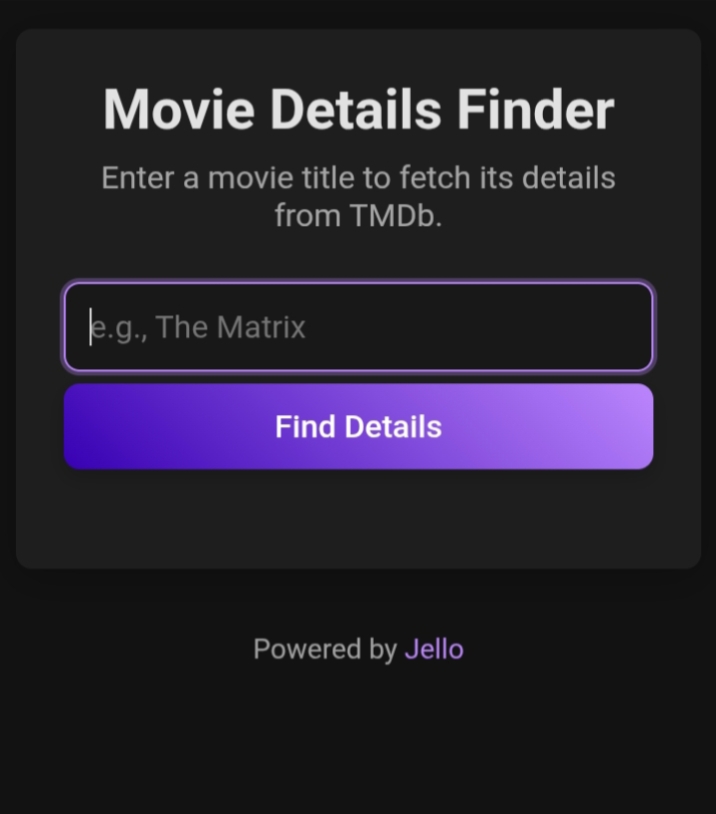 Movie Details Finder
Enter a movie title to fetch its details
from TMDb.
e.g., The Matrix
Find Details
Powered by Jello